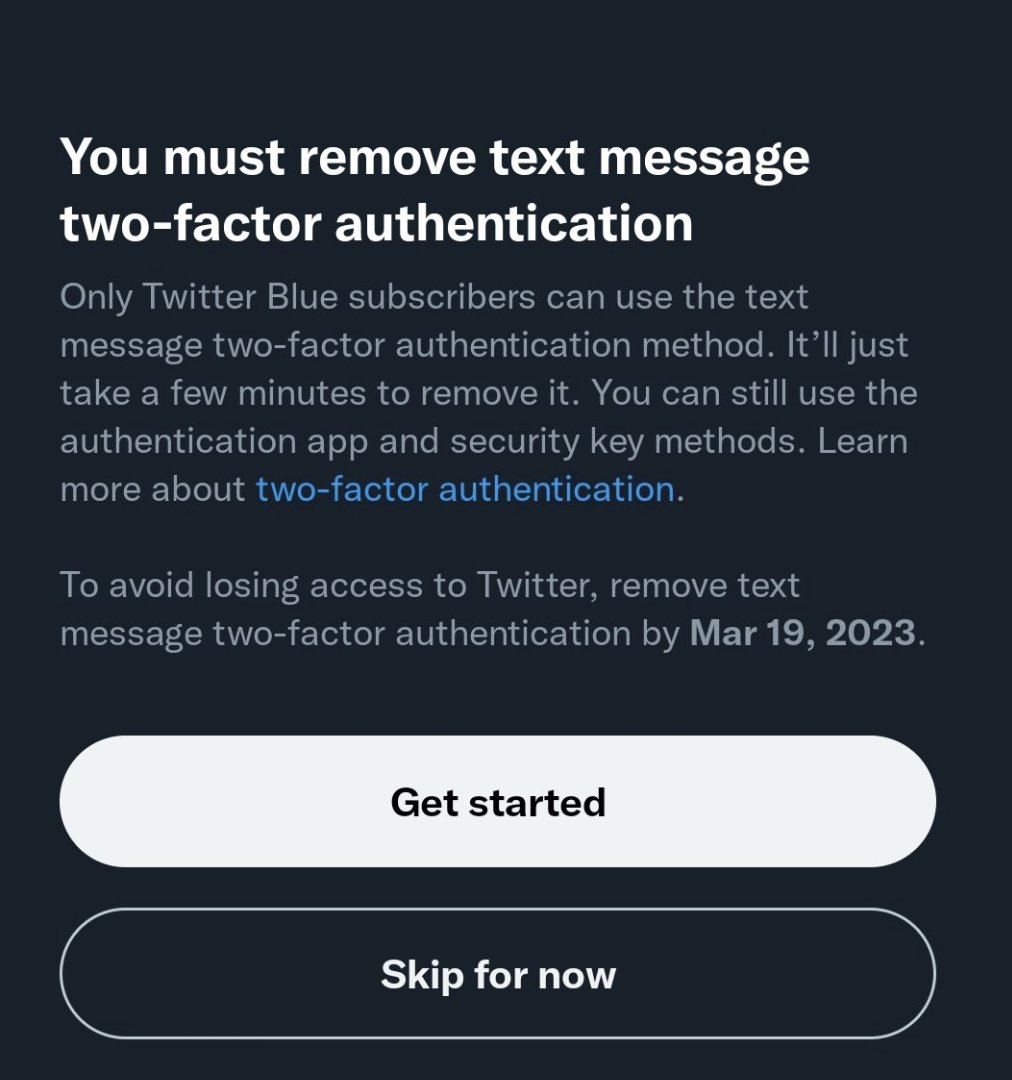 You must remove text message
two-factor authentication
Only Twitter Blue subscribers can use the text
message two-factor authentication method. It’ll just
take a few minutes to remove it. You can still use the
authentication app and security key methods. Learn
more about two-factor authentication.
To avoid losing access to Twitter, remove text
message two-factor authentication by Mar 19, 2023.
Get started
Skip for now